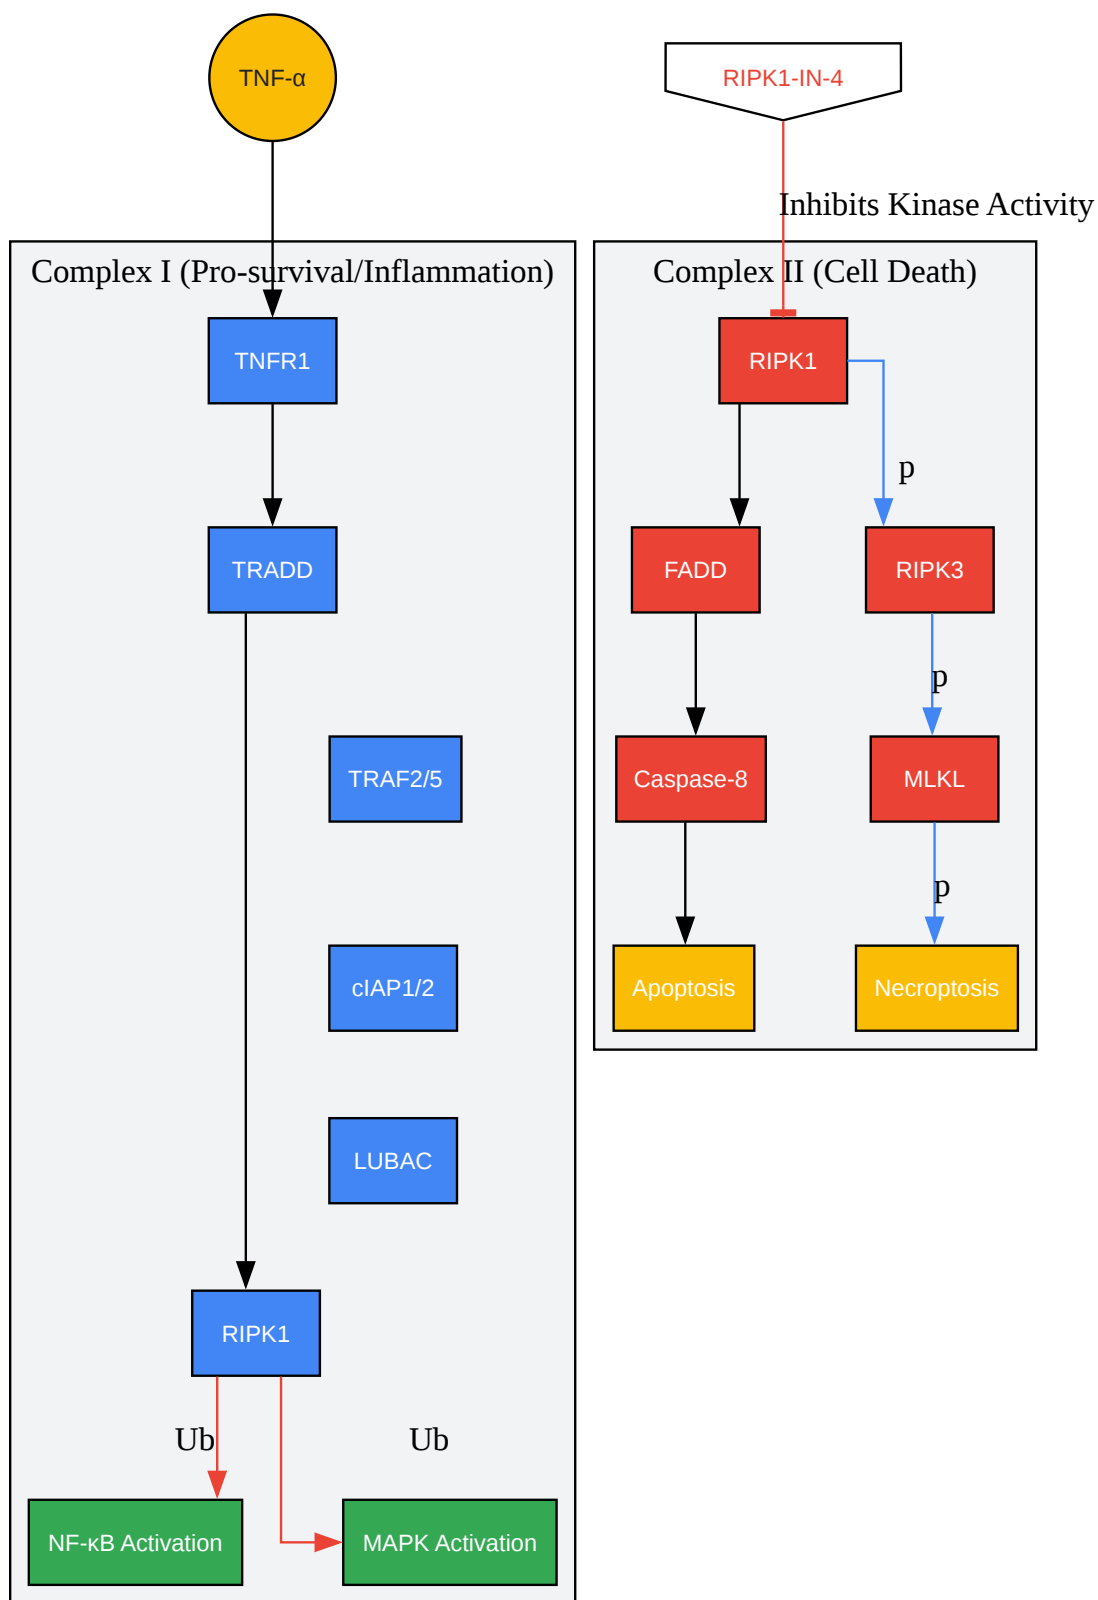 TNF-α
RIPK1-IN-4
Inhibits Kinase Activity
Complex I (Pro-survival/Inflammation)
TNFR1
TRADD
TRAF2/5
cIAP1/2
LUBAC
RIPK1
Ub
Ub
NF-κB Activation
MAPK Activation
Complex II (Cell Death)
RIPK1
p
FADD
RIPK3
p
Caspase-8
MLKL
p
Apoptosis
Necroptosis